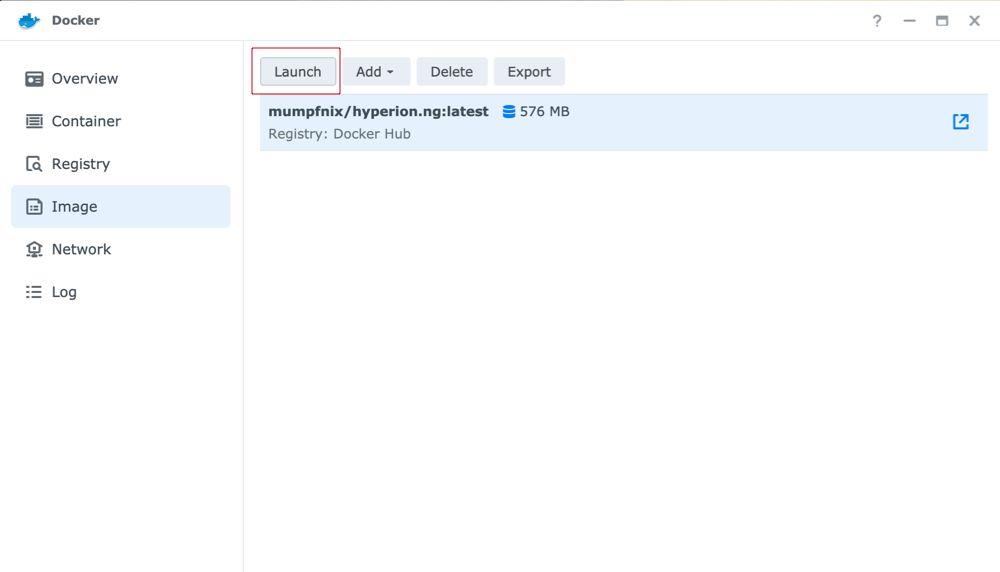 Docker
?
Overview
Container
Registry
Image
Network
Log
Launch
Add
Delete
Export
mumpfnix/hyperion.ng:latest 576 MB
Registry: Docker Hub